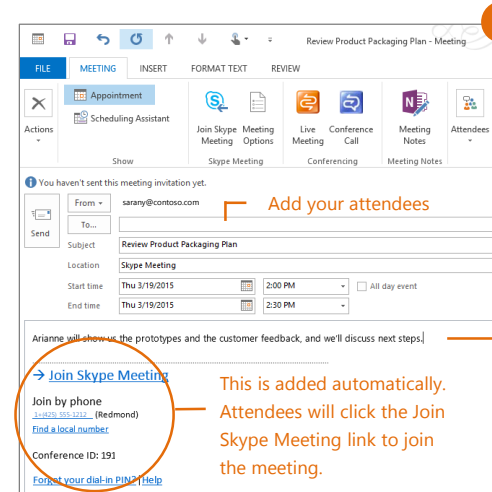 Review Product Packaging Plan - Meeting
FILE MEETING INSERT FORMAT TEXT REVIEW
Actions
Appointment
Scheduling Assistant
Show
Join Skype Meeting
Meeting Options
Skype Meeting
Live Meeting
Conference Call
Conferencing
Meeting Notes
Meeting Notes
Attendees
You haven't sent this meeting invitation yet.
Send
From
sarany@contoso.com
Add your attendees
To...
Subject Review Product Packaging Plan
Location Skype Meeting
Start time Thu 3/19/2015 2:00 PM All day event
End time Thu 3/19/2015 2:30 PM
Arianne will show us the prototypes and the customer feedback, and we'll discuss next steps.
→ Join Skype Meeting
Join by phone
1+(425) 555-1212 (Redmond)
Find a local number
Conference ID: 191
Forgot your dial-in PIN? | Help
This is added automatically.
Attendees will click the Join
Skype Meeting link to join
the meeting.